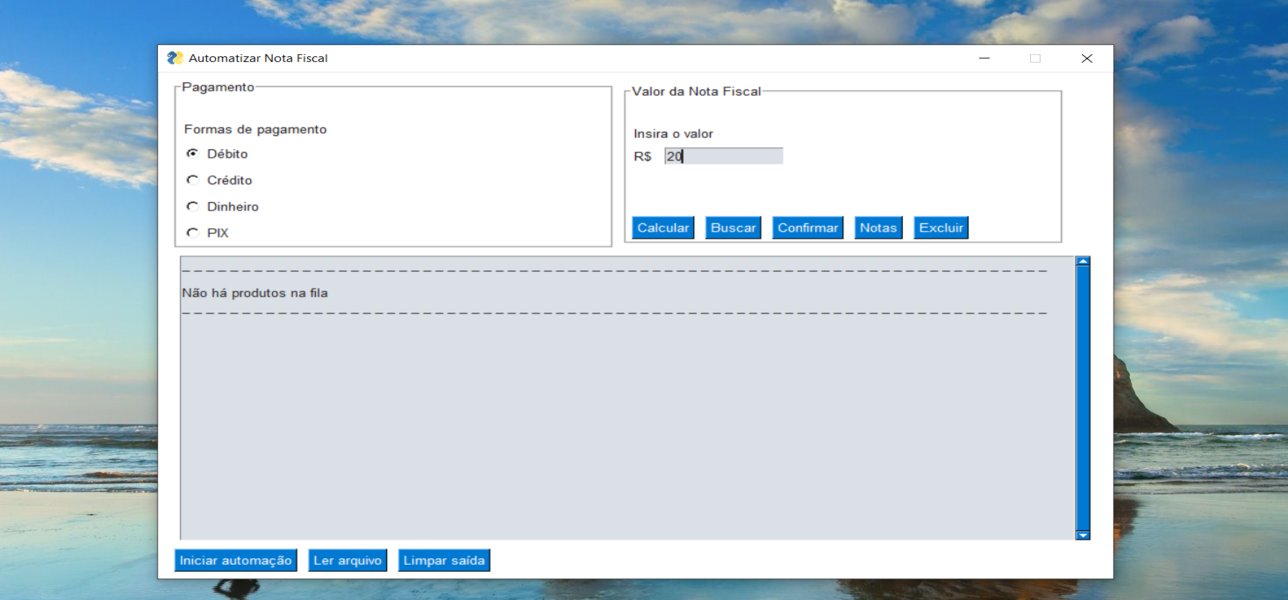 Automatizar Nota Fiscal
Pagamento
Formas de pagamento
Débito
Crédito
Dinheiro
PIX
Valor da Nota Fiscal
Insira o valor
R$ 20
Calcular Buscar Confirmar Notas Excluir
------------------------------------------------------------------------
Não há produtos na fila
------------------------------------------------------------------------
Iniciar automação Ler arquivo Limpar saída